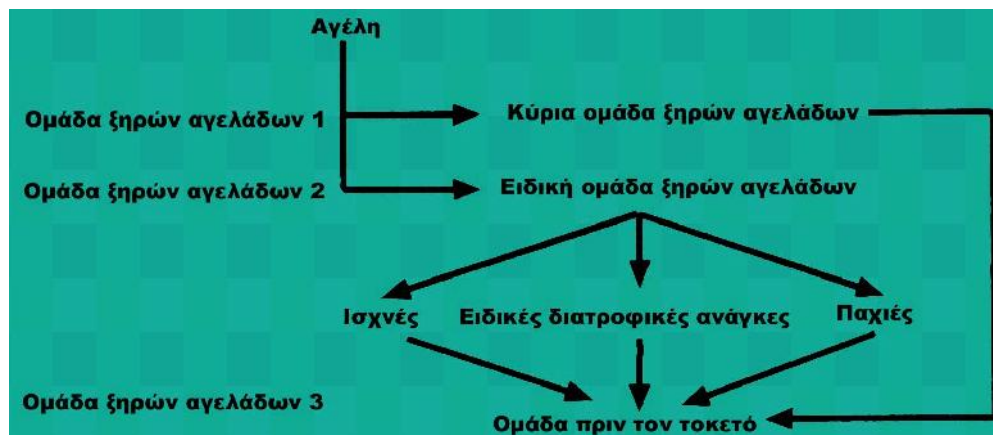 Αγέλη
Ομάδα ξηρών αγελάδων 1
Κύρια ομάδα ξηρών αγελάδων
Ομάδα ξηρών αγελάδων 2
Ειδική ομάδα ξηρών αγελάδων
Ισχνές
Ειδικές διατροφικές ανάγκες
Παχιές
Ομάδα ξηρών αγελάδων 3
Ομάδα πριν τον τοκετό